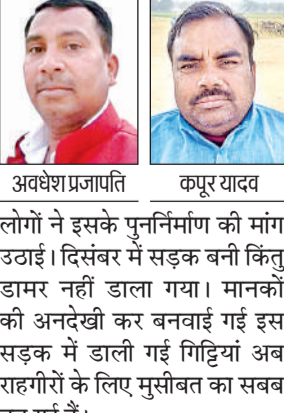 अवधेश प्रजापति
कपूर यादव
लोगों ने इसके पुनर्निर्माण की मांग
उठाई। दिसंबर में सड़क बनी किंतु
डामर नहीं डाला गया। मानकों
की अनदेखी कर बनवाई गई इस
सड़क में डाली गई गिट्टियां अब
राहगीरों के लिए मुसीबत का सबब